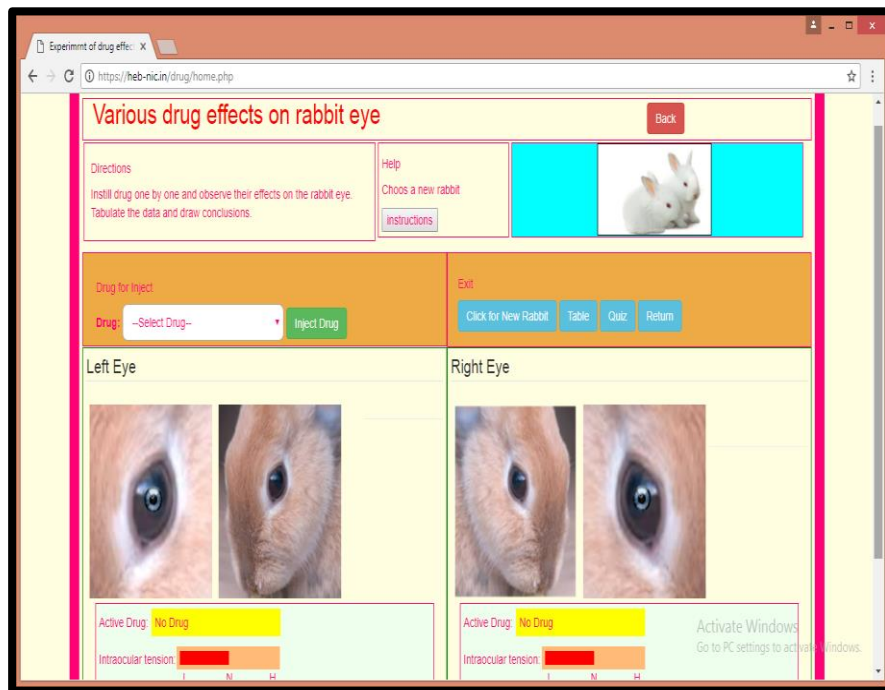 Experimrnt of drug effec
https://heb-nic.in/drug/home.php
Various drug effects on rabbit eye
Back
Directions
Instill drug one by one and observe their effects on the rabbit eye.
Tabulate the data and draw conclusions.
Help
Choos a new rabbit
instructions
Drug for Inject
Drug: --Select Drug--
Inject Drug
Exit
Click for New Rabbit
Table
Quiz
Return
Left Eye
Right Eye
Active Drug: No Drug
Intraocular tension:
L N H
Active Drug: No Drug
Intraocular tension:
L N H
Activate Windows
Go to PC settings to activate Windows.